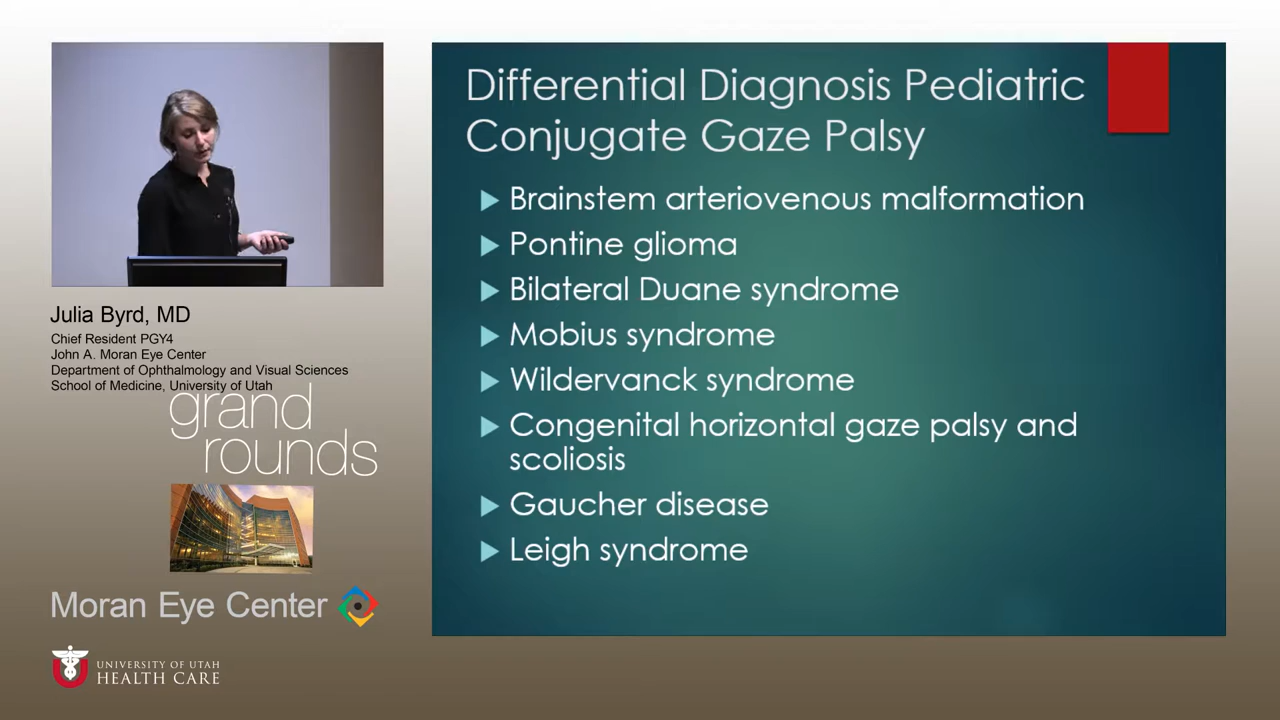 Julia Byrd, MD
Chief Resident PGY4
John A. Moran Eye Center
Department of Ophthalmology and Visual Sciences
School of Medicine, University of Utah
grand
rounds
Moran Eye Center
UNIVERSITY OF UTAH
HEALTH CARE
Differential Diagnosis Pediatric
Conjugate Gaze Palsy
Brainstem arteriovenous malformation
Pontine glioma
Bilateral Duane syndrome
Mobius syndrome
Wildervanck syndrome
Congenital horizontal gaze palsy and
scoliosis
Gaucher disease
Leigh syndrome